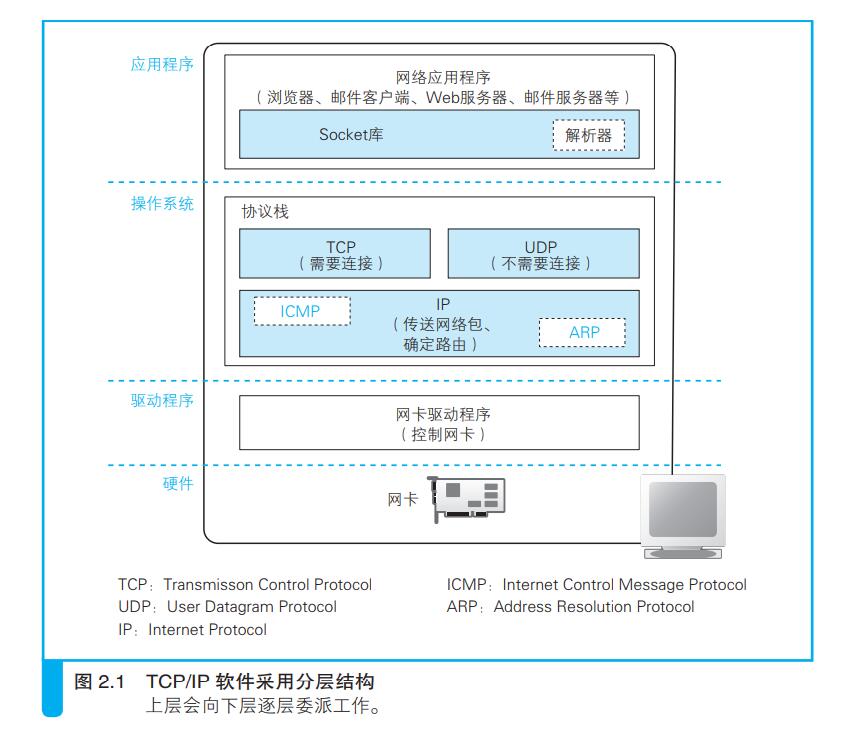 应用程序
网络应用程序
（浏览器、邮件客户端、Web服务器、邮件服务器等）
Socket库
解析器
操作系统
协议栈
TCP
（需要连接）
UDP
（不需要连接）
ICMP
IP
（传送网络包、
确定路由）
ARP
驱动程序
网卡驱动程序
（控制网卡）
硬件
网卡
TCP：Transmisson Control Protocol
UDP：User Datagram Protocol
IP：Internet Protocol
ICMP：Internet Control Message Protocol
ARP：Address Resolution Protocol
图 2.1 TCP/IP 软件采用分层结构
上层会向下层逐层委派工作。